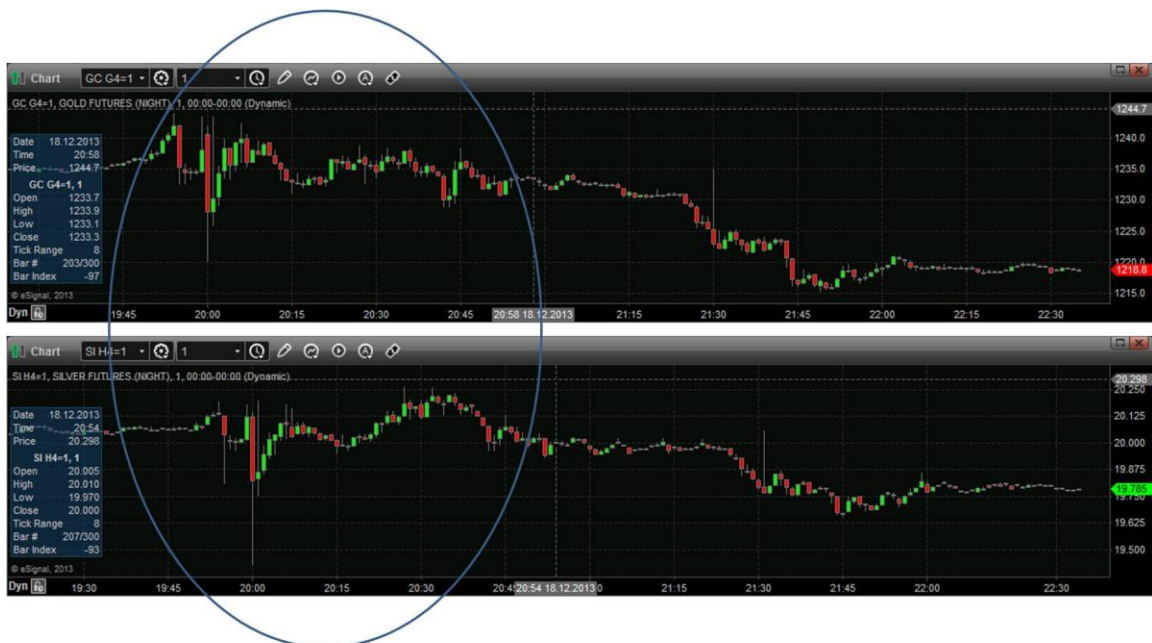 Chart GC G4=1 1
GC G4=1, GOLD FUTURES (NIGHT), 1, 00:00-00:00 (Dynamic)
1244.7
Date 18.12.2013
Time 20:58
Price 1244.7
GC G4=1, 1
Open 1233.7
High 1233.9
Low 1233.1
Close 1233.3
Tick Range 8
Bar # 203/300
Bar Index -97
© eSignal, 2013
1240.0
1235.0
1230.0
1225.0
1220.0
1218.8
1215.0
Dyn 19:45 20:00 20:15 20:30 20:45 20:58 18.12.2013 21:15 21:30 21:45 22:00 22:15 22:30
Chart SI H4=1 1
SI H4=1, SILVER FUTURES (NIGHT), 1, 00:00-00:00 (Dynamic)
20.298
20.250
Date 18.12.2013
Time 20:54
Price 20.298
SI H4=1, 1
Open 20.005
High 20.010
Low 19.970
Close 20.000
Tick Range 8
Bar # 207/300
Bar Index -93
© eSignal, 2013
20.125
20.000
19.875
19.785
19.750
19.625
19.500
Dyn 19:30 19:45 20:00 20:15 20:30 20:54 18.12.2013 21:15 21:30 21:45 22:00 22:15 22:30